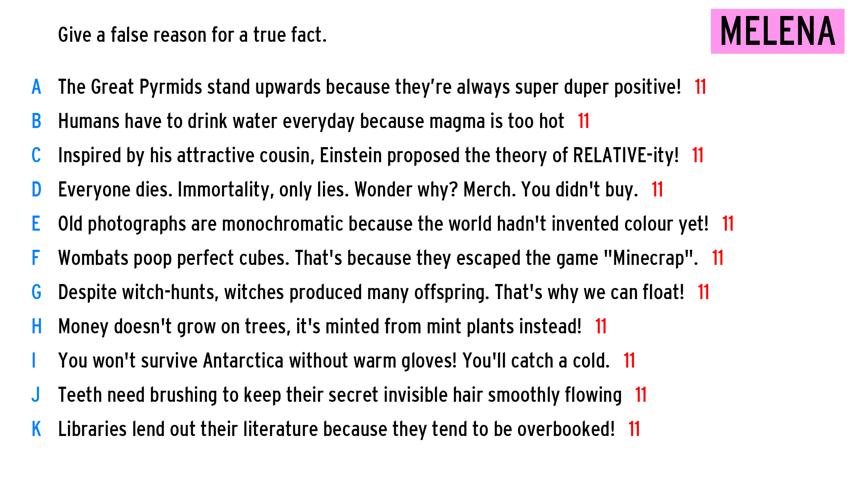 Give a false reason for a true fact.
MELENA
A The Great Pyrmids stand upwards because they're always super duper positive! 11
B Humans have to drink water everyday because magma is too hot 11
C Inspired by his attractive cousin, Einstein proposed the theory of RELATIVE-ity! 11
D Everyone dies. Immortality, only lies. Wonder why? Merch. You didn't buy. 11
E Old photographs are monochromatic because the world hadn't invented colour yet! 11
F Wombats poop perfect cubes. That's because they escaped the game "Minecrap". 11
G Despite witch-hunts, witches produced many offspring. That's why we can float! 11
H Money doesn't grow on trees, it's minted from mint plants instead! 11
I You won't survive Antarctica without warm gloves! You'll catch a cold. 11
J Teeth need brushing to keep their secret invisible hair smoothly flowing 11
K Libraries lend out their literature because they tend to be overbooked! 11